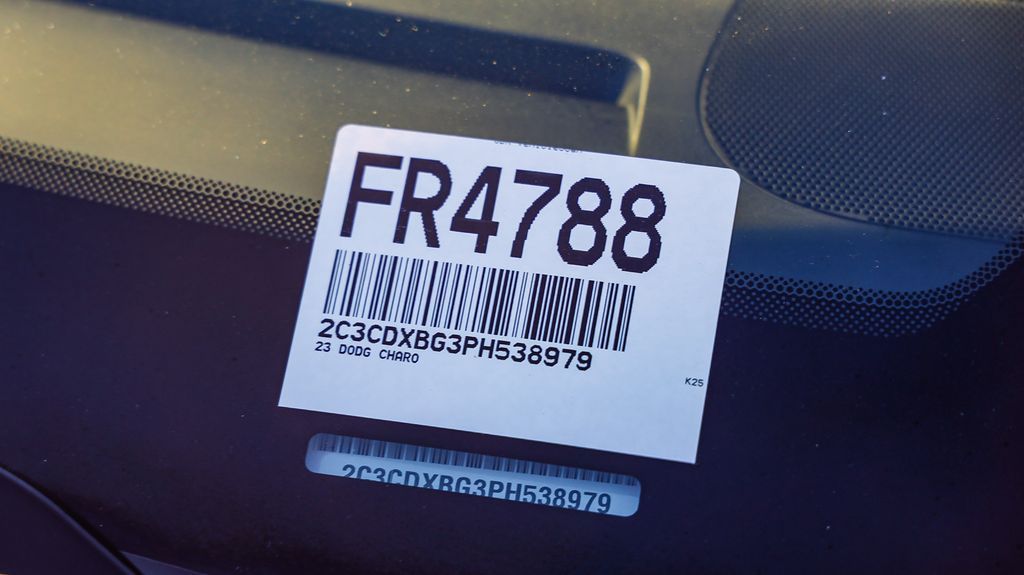 FR4788
2C3CDXBG3PH538979
23 DODG CHARO
K25
2C3CDXBG3PH538979